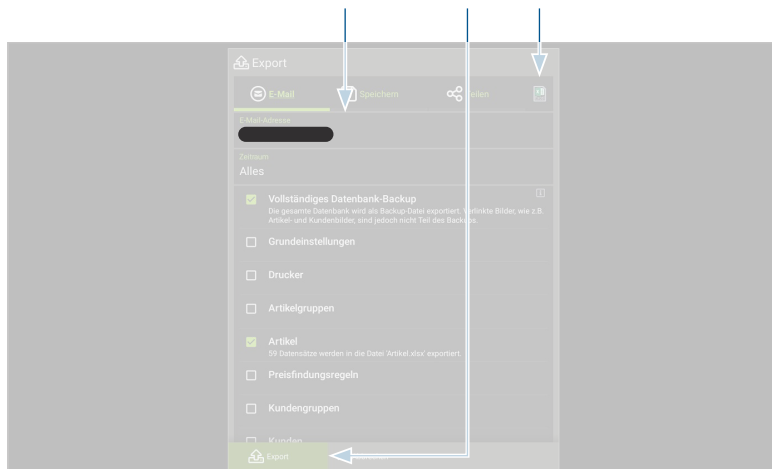 Export
E-Mail
Speichern
Teilen
E-Mail-Adresse
Zeitraum
Alles
Vollständiges Datenbank-Backup
Die gesamte Datenbank wird als Backup-Datei exportiert. Verlinkte Bilder, wie z.B.
Artikel- und Kundenbilder, sind jedoch nicht Teil des Backups.
Grundeinstellungen
Drucker
Artikelgruppen
Artikel
59 Datensätze werden in die Datei 'Artikel.xlsx' exportiert.
Preisfindungsregeln
Kundengruppen
Kunden
Export